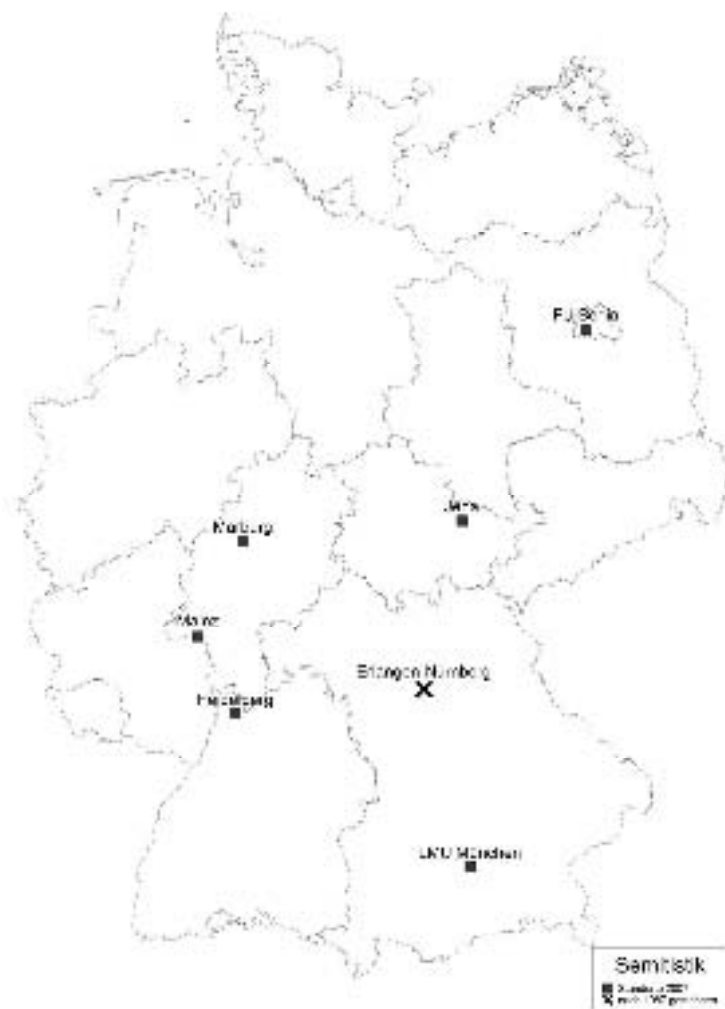 FU Berlin
Jena
Marburg
Mainz
Erlangen-Nürnberg
Heidelberg
LMU München
Semitistik